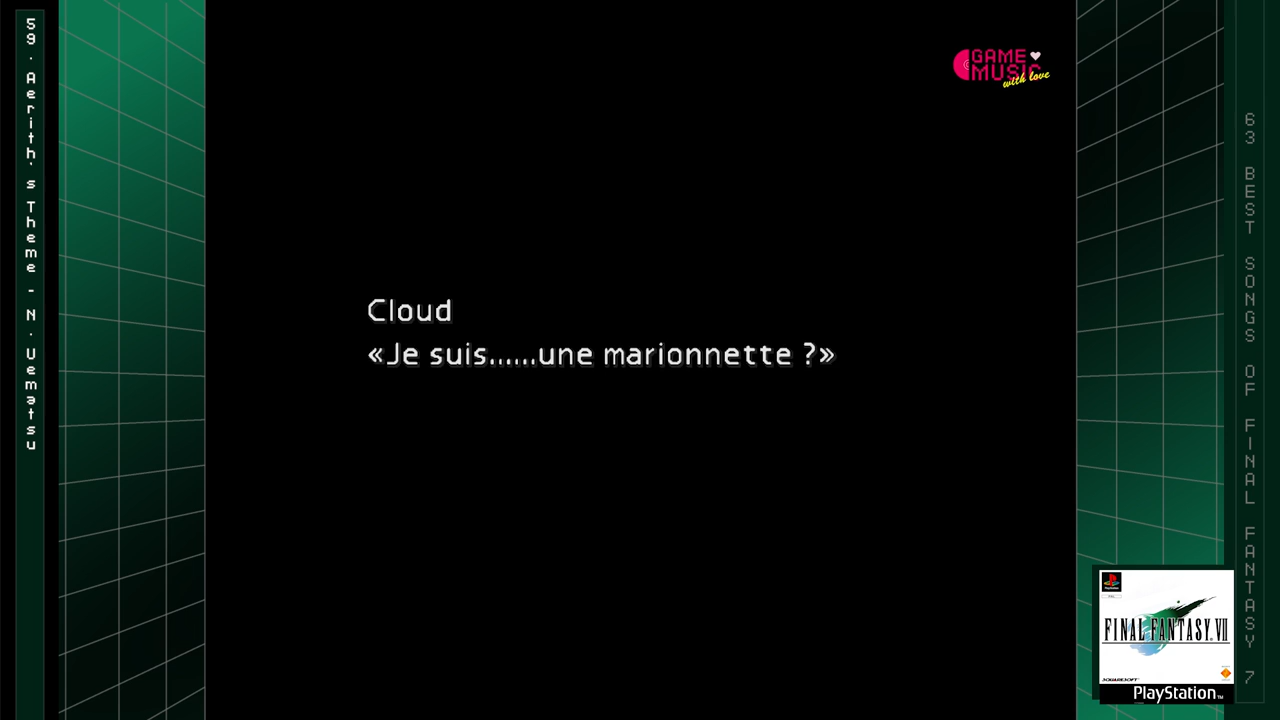 59. Aerith's Theme - N. Uematsu
GAME
MUSIC
with love
Cloud
«Je suis......une marionnette ?»
63 BEST SONGS OF FINAL FANTASY 7
PlayStation
FINAL FANTASY VII
SQUARESOFT
PlayStation™